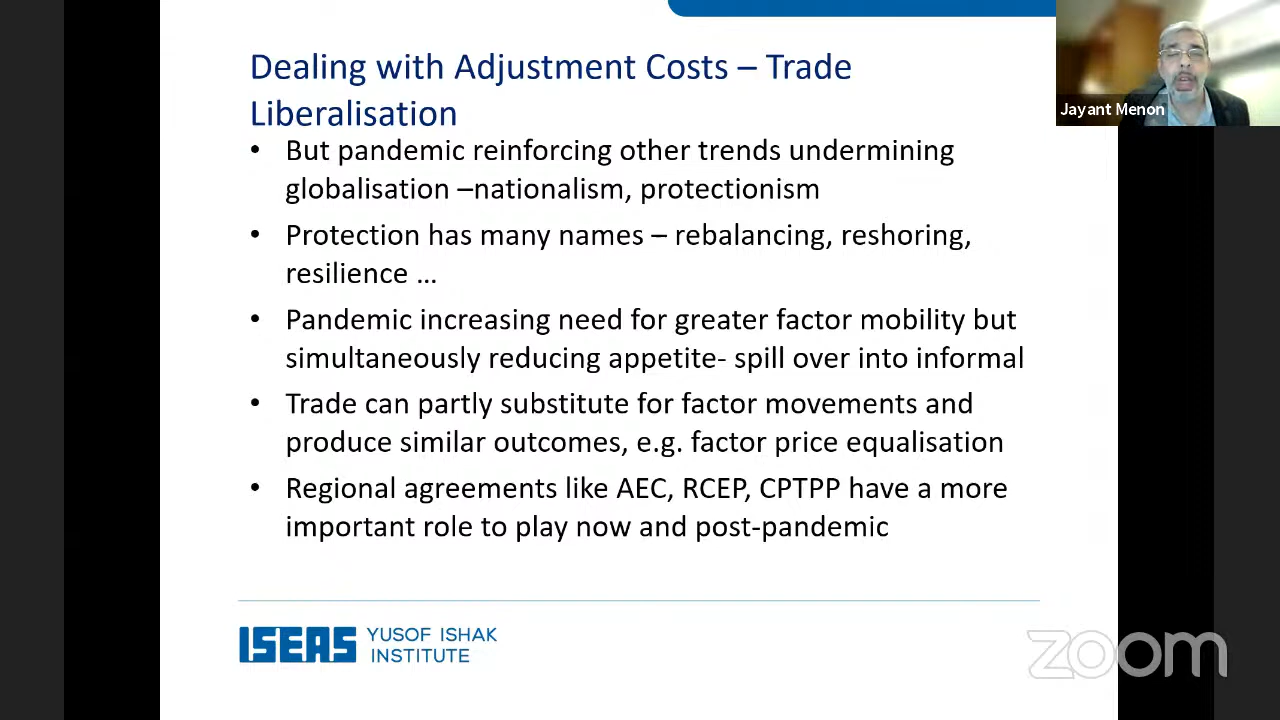 Dealing with Adjustment Costs – Trade
Liberalisation
• But pandemic reinforcing other trends undermining
globalisation –nationalism, protectionism
• Protection has many names – rebalancing, reshoring,
resilience …
• Pandemic increasing need for greater factor mobility but
simultaneously reducing appetite- spill over into informal
• Trade can partly substitute for factor movements and
produce similar outcomes, e.g. factor price equalisation
• Regional agreements like AEC, RCEP, CPTPP have a more
important role to play now and post-pandemic
ISEAS YUSOF ISHAK
INSTITUTE
Jayant Menon
zoom